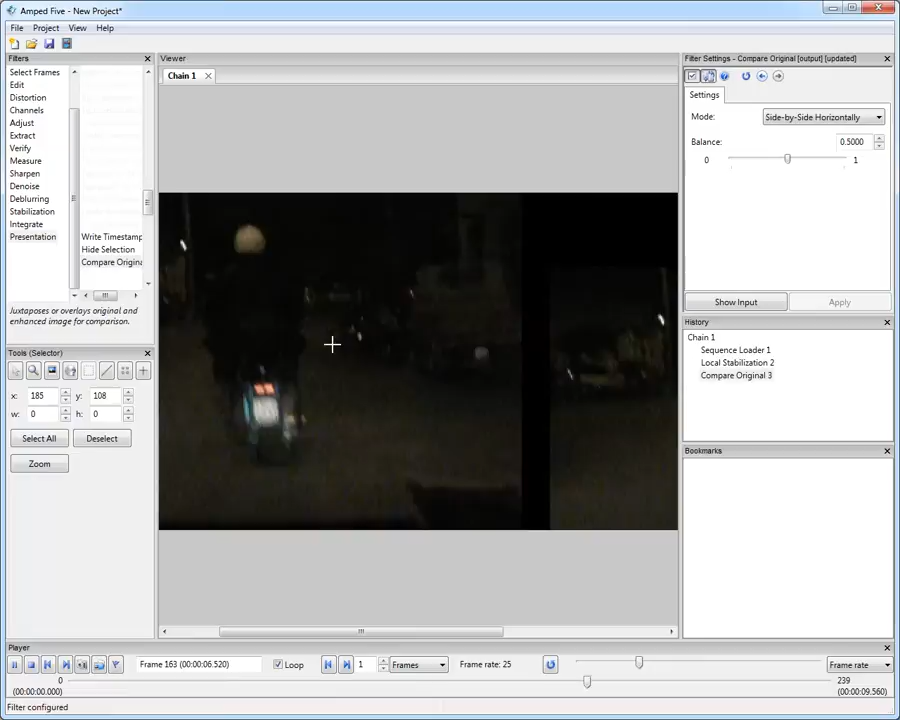 Amped Five - New Project*
File Project View Help
Filters
Select Frames
Edit
Distortion
Channels
Adjust
Extract
Verify
Measure
Sharpen
Denoise
Deblurring
Stabilization
Integrate
Presentation
Write Timestamp
Hide Selection
Compare Origina
Juxtaposes or overlays original and
enhanced image for comparison.
Tools (Selector)
x: 185 y: 108
w: 0 h: 0
Select All Deselect
Zoom
Viewer
Chain 1
Filter Settings - Compare Original [output] [updated]
Settings
Mode: Side-by-Side Horizontally
Balance: 0.5000
0 1
Show Input Apply
History
Chain 1
Sequence Loader 1
Local Stabilization 2
Compare Original 3
Bookmarks
Player
Frame 163 (00:00:06.520) Loop 1 Frames Frame rate: 25 Frame rate
0 239
(00:00:00.000) (00:00:09.560)
Filter configured